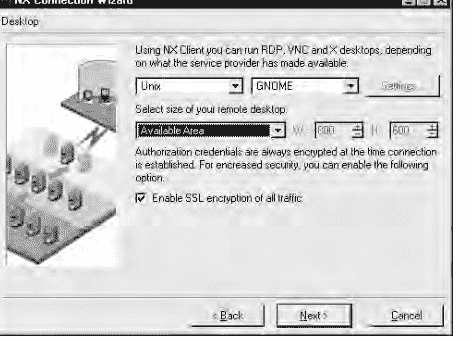 NX Connection Wizard
Desktop
Using NX Client you can run RDP, VNC and X desktops, depending
on what the service provider has made available.
Unix GNOME Settings
Select size of your remote desktop
Available Area W 800 H 600
Authorization credentials are always encrypted at the time connection
is established. For encreased security, you can enable the following
option.
Enable SSL encryption of all traffic
< Back Next > Cancel